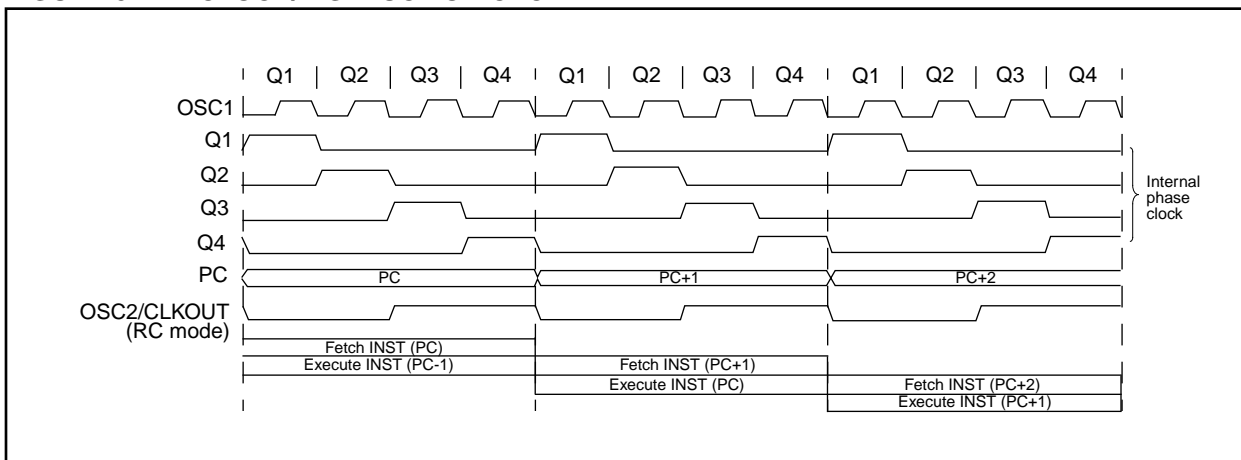 Q1 Q2 Q3 Q4 Q1 Q2 Q3 Q4 Q1 Q2 Q3 Q4
OSC1
Q1
Q2
Q3
Q4
PC
PC PC+1 PC+2
OSC2/CLKOUT
(RC mode)
Internal
phase
clock
Fetch INST (PC)
Execute INST (PC-1) Fetch INST (PC+1)
Execute INST (PC) Fetch INST (PC+2)
Execute INST (PC+1)